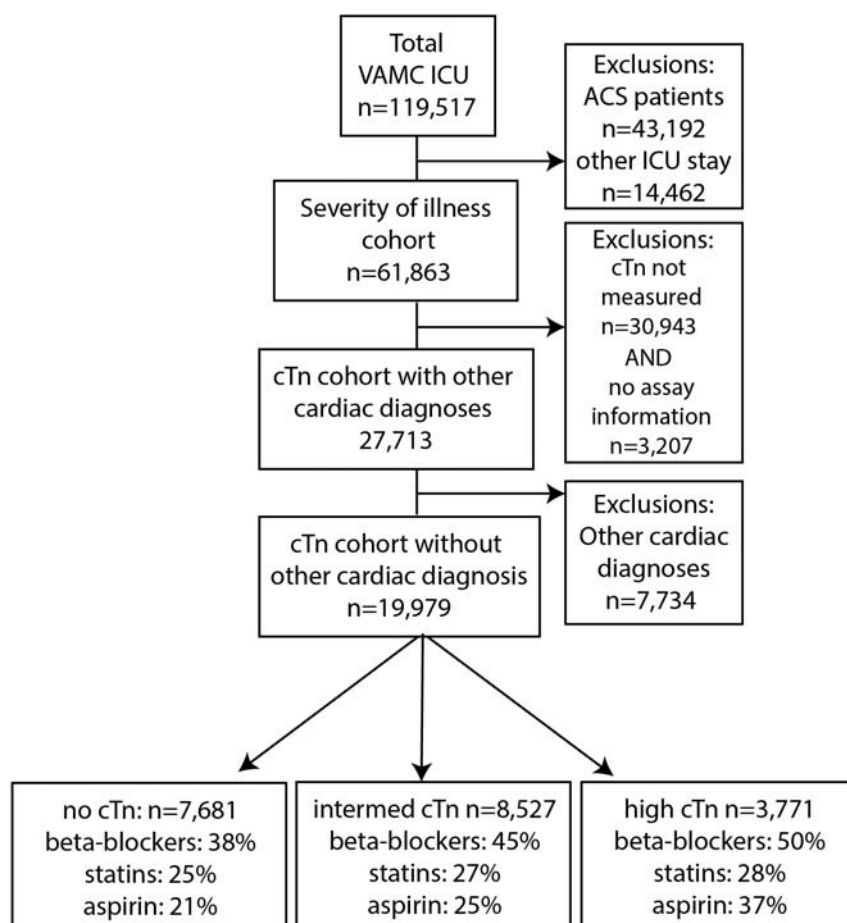 Total
VAMC ICU
n=119,517
Exclusions:
ACS patients
n=43,192
other ICU stay
n=14,462
Severity of illness
cohort
n=61,863
Exclusions:
cTn not
measured
n=30,943
AND
no assay
information
n=3,207
cTn cohort with other
cardiac diagnoses
27,713
Exclusions:
Other cardiac
diagnoses
n=7,734
cTn cohort without
other cardiac diagnosis
n=19,979
no cTn: n=7,681
beta-blockers: 38%
statins: 25%
aspirin: 21%
intermed cTn n=8,527
beta-blockers: 45%
statins: 27%
aspirin: 25%
high cTn n=3,771
beta-blockers: 50%
statins: 28%
aspirin: 37%